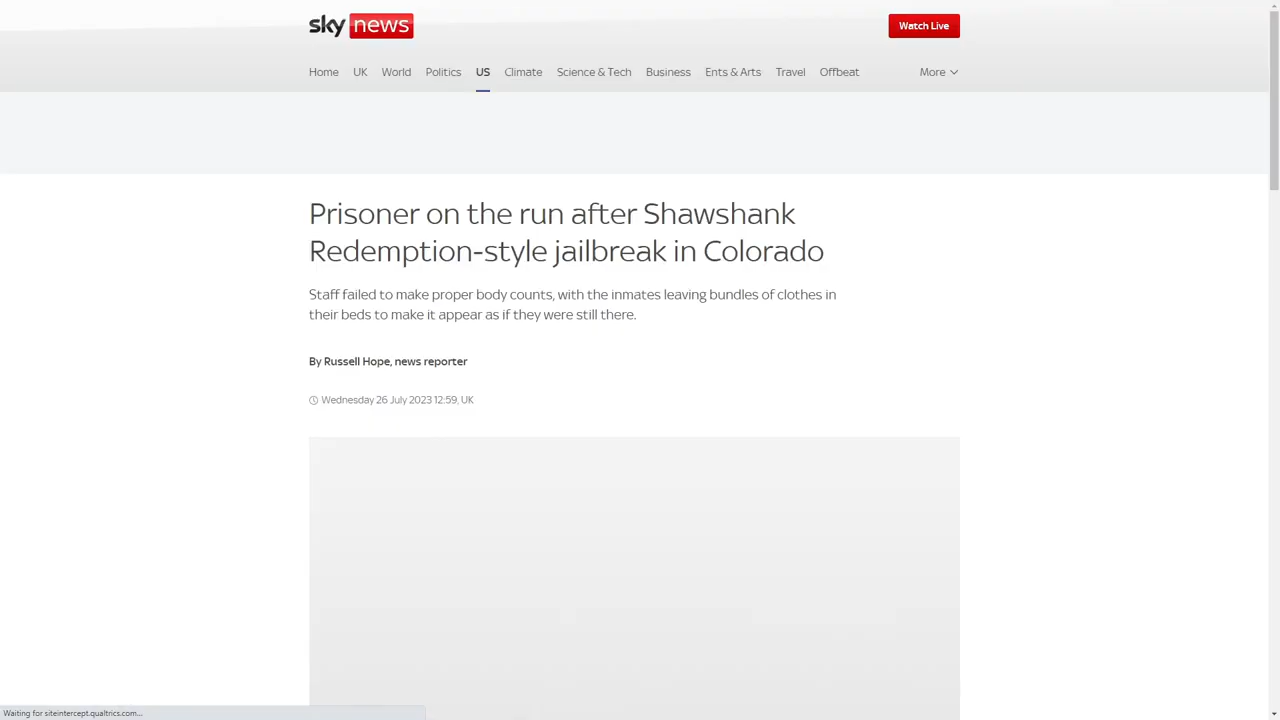 sky news
Watch Live
Home UK World Politics US Climate Science & Tech Business Ents & Arts Travel Offbeat More
Prisoner on the run after Shawshank
Redemption-style jailbreak in Colorado
Staff failed to make proper body counts, with the inmates leaving bundles of clothes in
their beds to make it appear as if they were still there.
By Russell Hope, news reporter
Wednesday 26 July 2023 12:59, UK
Waiting for siteintercept.qualtrics.com...